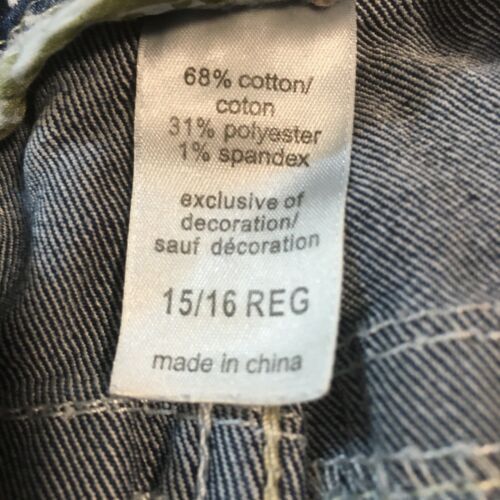 68% cotton/
coton
31% polyester
1% spandex
exclusive of
decoration/
sauf décoration
15/16 REG
made in china